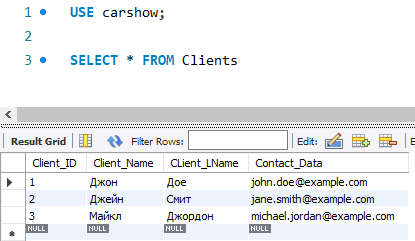 1 USE carshow;
2
3 SELECT * FROM Clients
Result Grid Filter Rows: Edit:
Client_ID Client_Name CLient_LName Contact_Data
1 Джон Дое john.doe@example.com
2 Джейн Смит jane.smith@example.com
3 Майкл Джордон michael.jordan@example.com
NULL NULL NULL NULL